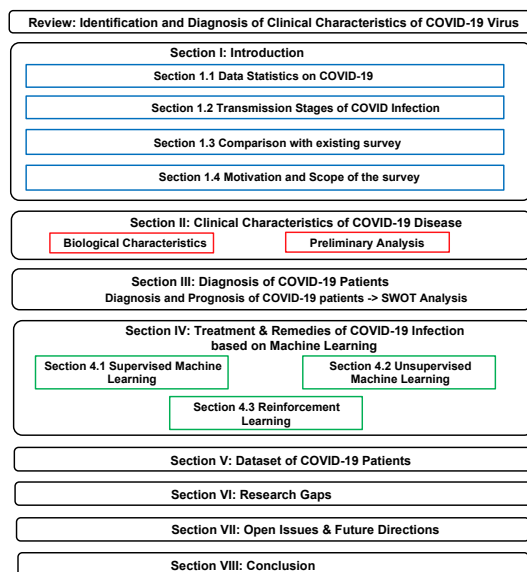 Review: Identification and Diagnosis of Clinical Characteristics of COVID-19 Virus
Section I: Introduction
Section 1.1 Data Statistics on COVID-19
Section 1.2 Transmission Stages of COVID Infection
Section 1.3 Comparison with existing survey
Section 1.4 Motivation and Scope of the survey
Section II: Clinical Characteristics of COVID-19 Disease
Biological Characteristics
Preliminary Analysis
Section III: Diagnosis of COVID-19 Patients
Diagnosis and Prognosis of COVID-19 patients -> SWOT Analysis
Section IV: Treatment & Remedies of COVID-19 Infection
based on Machine Learning
Section 4.1 Supervised Machine
Learning
Section 4.2 Unsupervised
Machine Learning
Section 4.3 Reinforcement
Learning
Section V: Dataset of COVID-19 Patients
Section VI: Research Gaps
Section VII: Open Issues & Future Directions
Section VIII: Conclusion